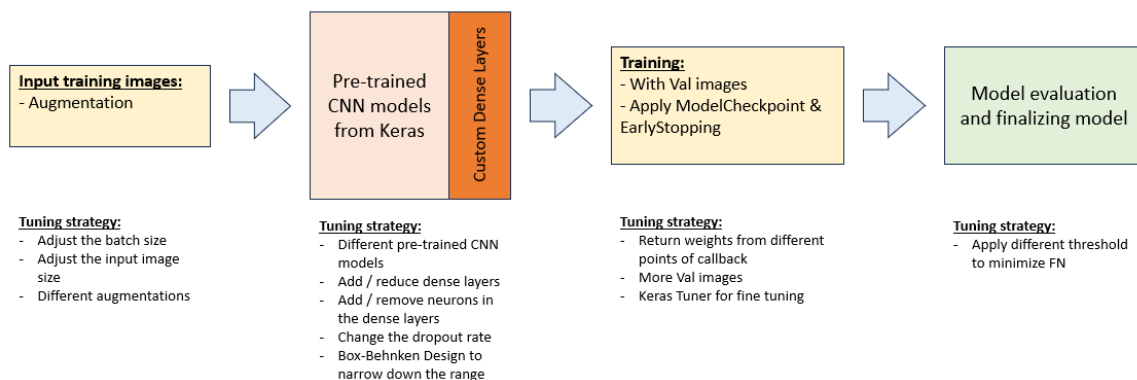 Input training images:
- Augmentation
Pre-trained
CNN models
from Keras
Custom Dense Layers
Training:
- With Val images
- Apply ModelCheckpoint &
EarlyStopping
Model evaluation
and finalizing model
Tuning strategy:
- Adjust the batch size
- Adjust the input image
size
- Different augmentations
Tuning strategy:
- Different pre-trained CNN
models
- Add / reduce dense layers
- Add / remove neurons in
the dense layers
- Change the dropout rate
- Box-Behnken Design to
narrow down the range
Tuning strategy:
- Return weights from different
points of callback
- More Val images
- Keras Tuner for fine tuning
Tuning strategy:
- Apply different threshold
to minimize FN